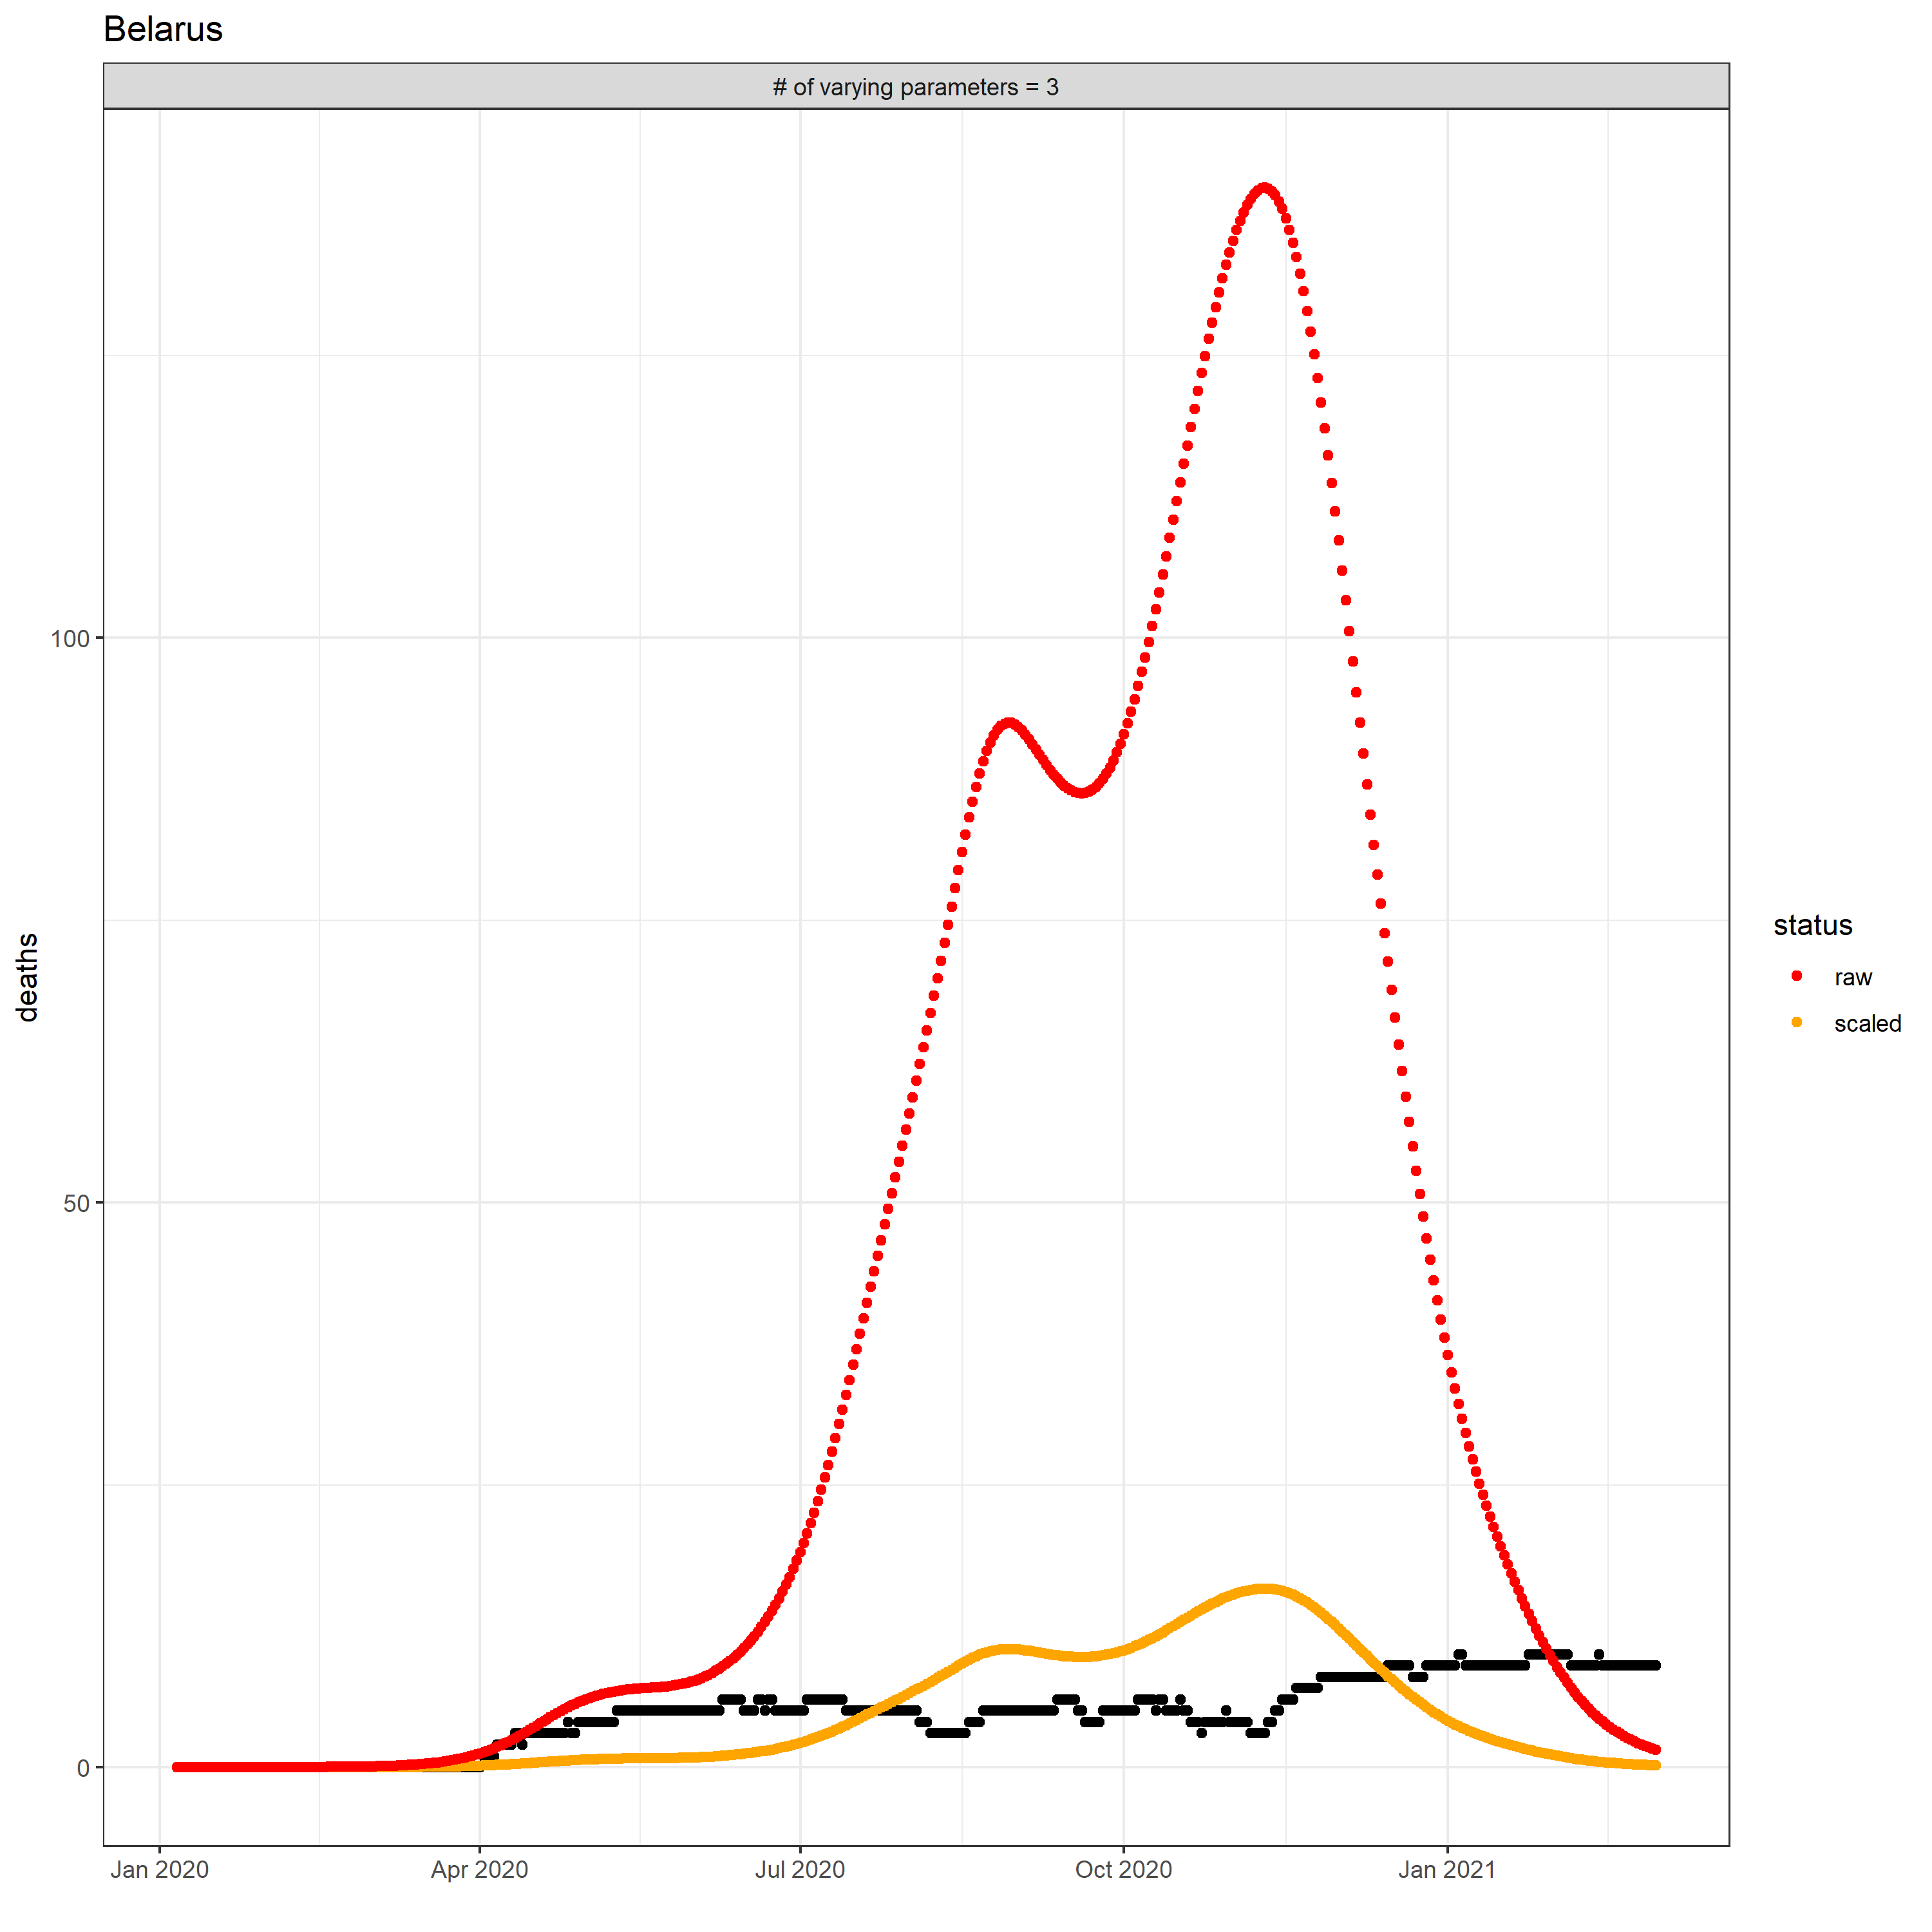 Belarus
# of varying parameters = 3
deaths
100
50
0
Jan 2020
Apr 2020
Jul 2020
Oct 2020
Jan 2021
status
raw
scaled